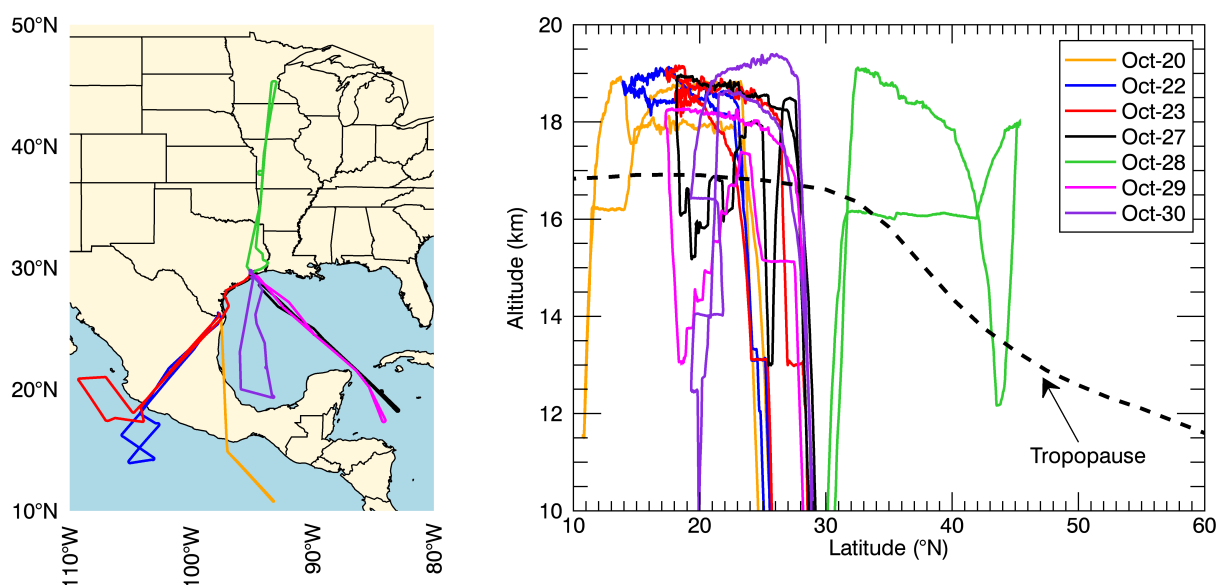 50°N
40°N
30°N
20°N
10°N
110°W
100°W
90°W
80°W
Altitude (km)
20
18
16
14
12
10
10
20
30
40
50
60
Latitude (°N)
Oct-20
Oct-22
Oct-23
Oct-27
Oct-28
Oct-29
Oct-30
Tropopause